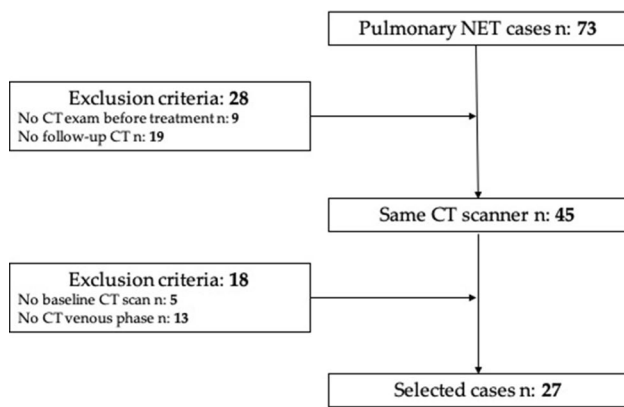 Pulmonary NET cases n: 73
Exclusion criteria: 28
No CT exam before treatment n: 9
No follow-up CT n: 19
Same CT scanner n: 45
Exclusion criteria: 18
No baseline CT scan n: 5
No CT venous phase n: 13
Selected cases n: 27